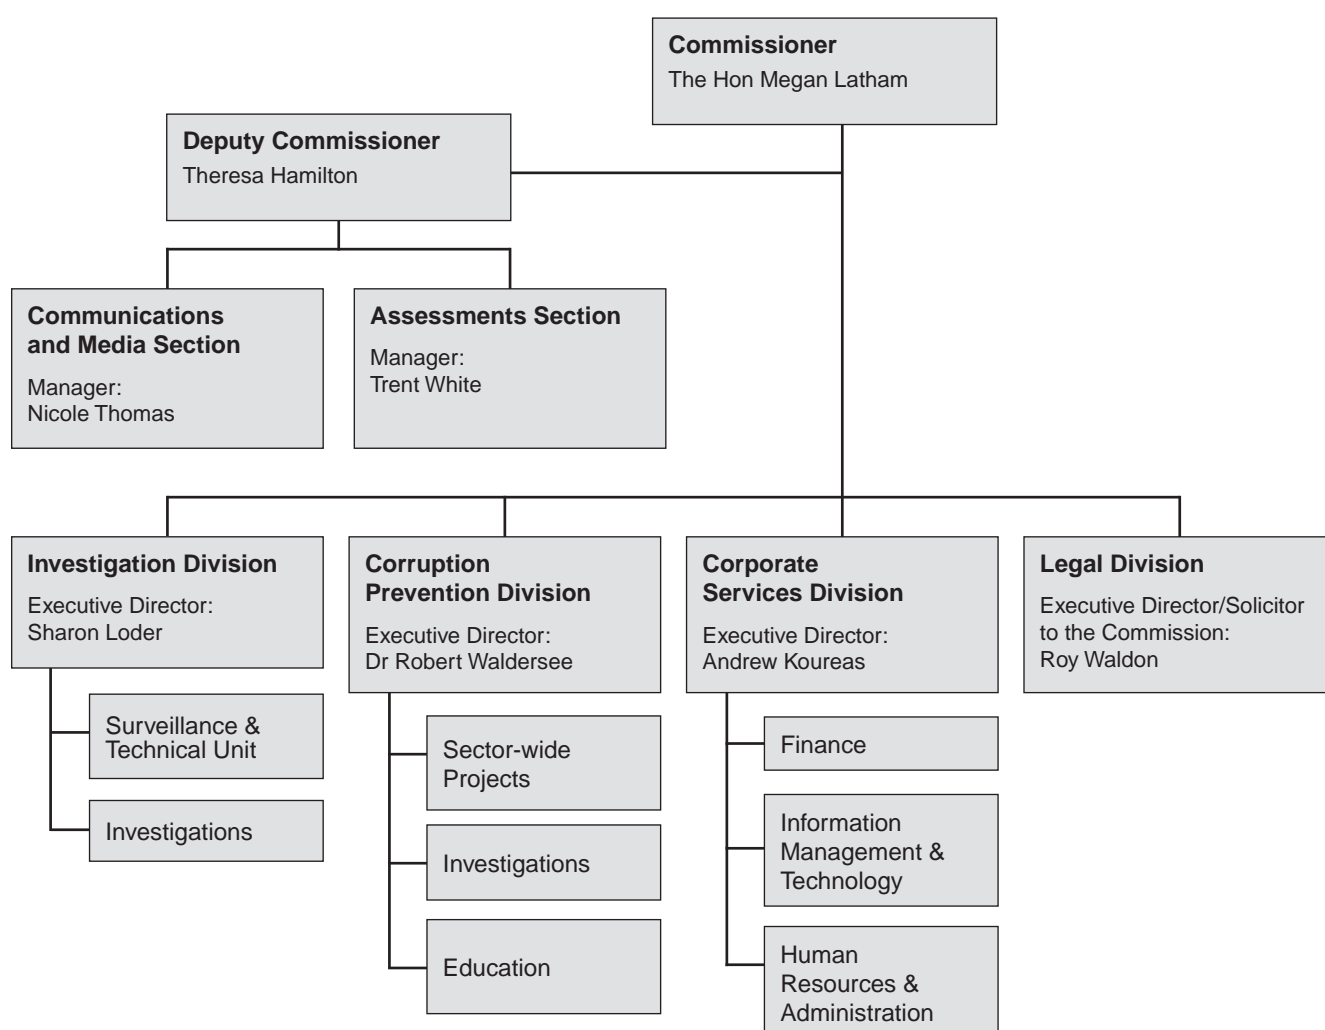 Commissioner
The Hon Megan Latham
Deputy Commissioner
Theresa Hamilton
Communications
and Media Section
Manager:
Nicole Thomas
Assessments Section
Manager:
Trent White
Investigation Division
Executive Director:
Sharon Loder
Surveillance &
Technical Unit
Investigations
Corruption
Prevention Division
Executive Director:
Dr Robert Waldersee
Sector-wide
Projects
Investigations
Education
Corporate
Services Division
Executive Director:
Andrew Koureas
Finance
Information
Management &
Technology
Human
Resources &
Administration
Legal Division
Executive Director/Solicitor
to the Commission:
Roy Waldon